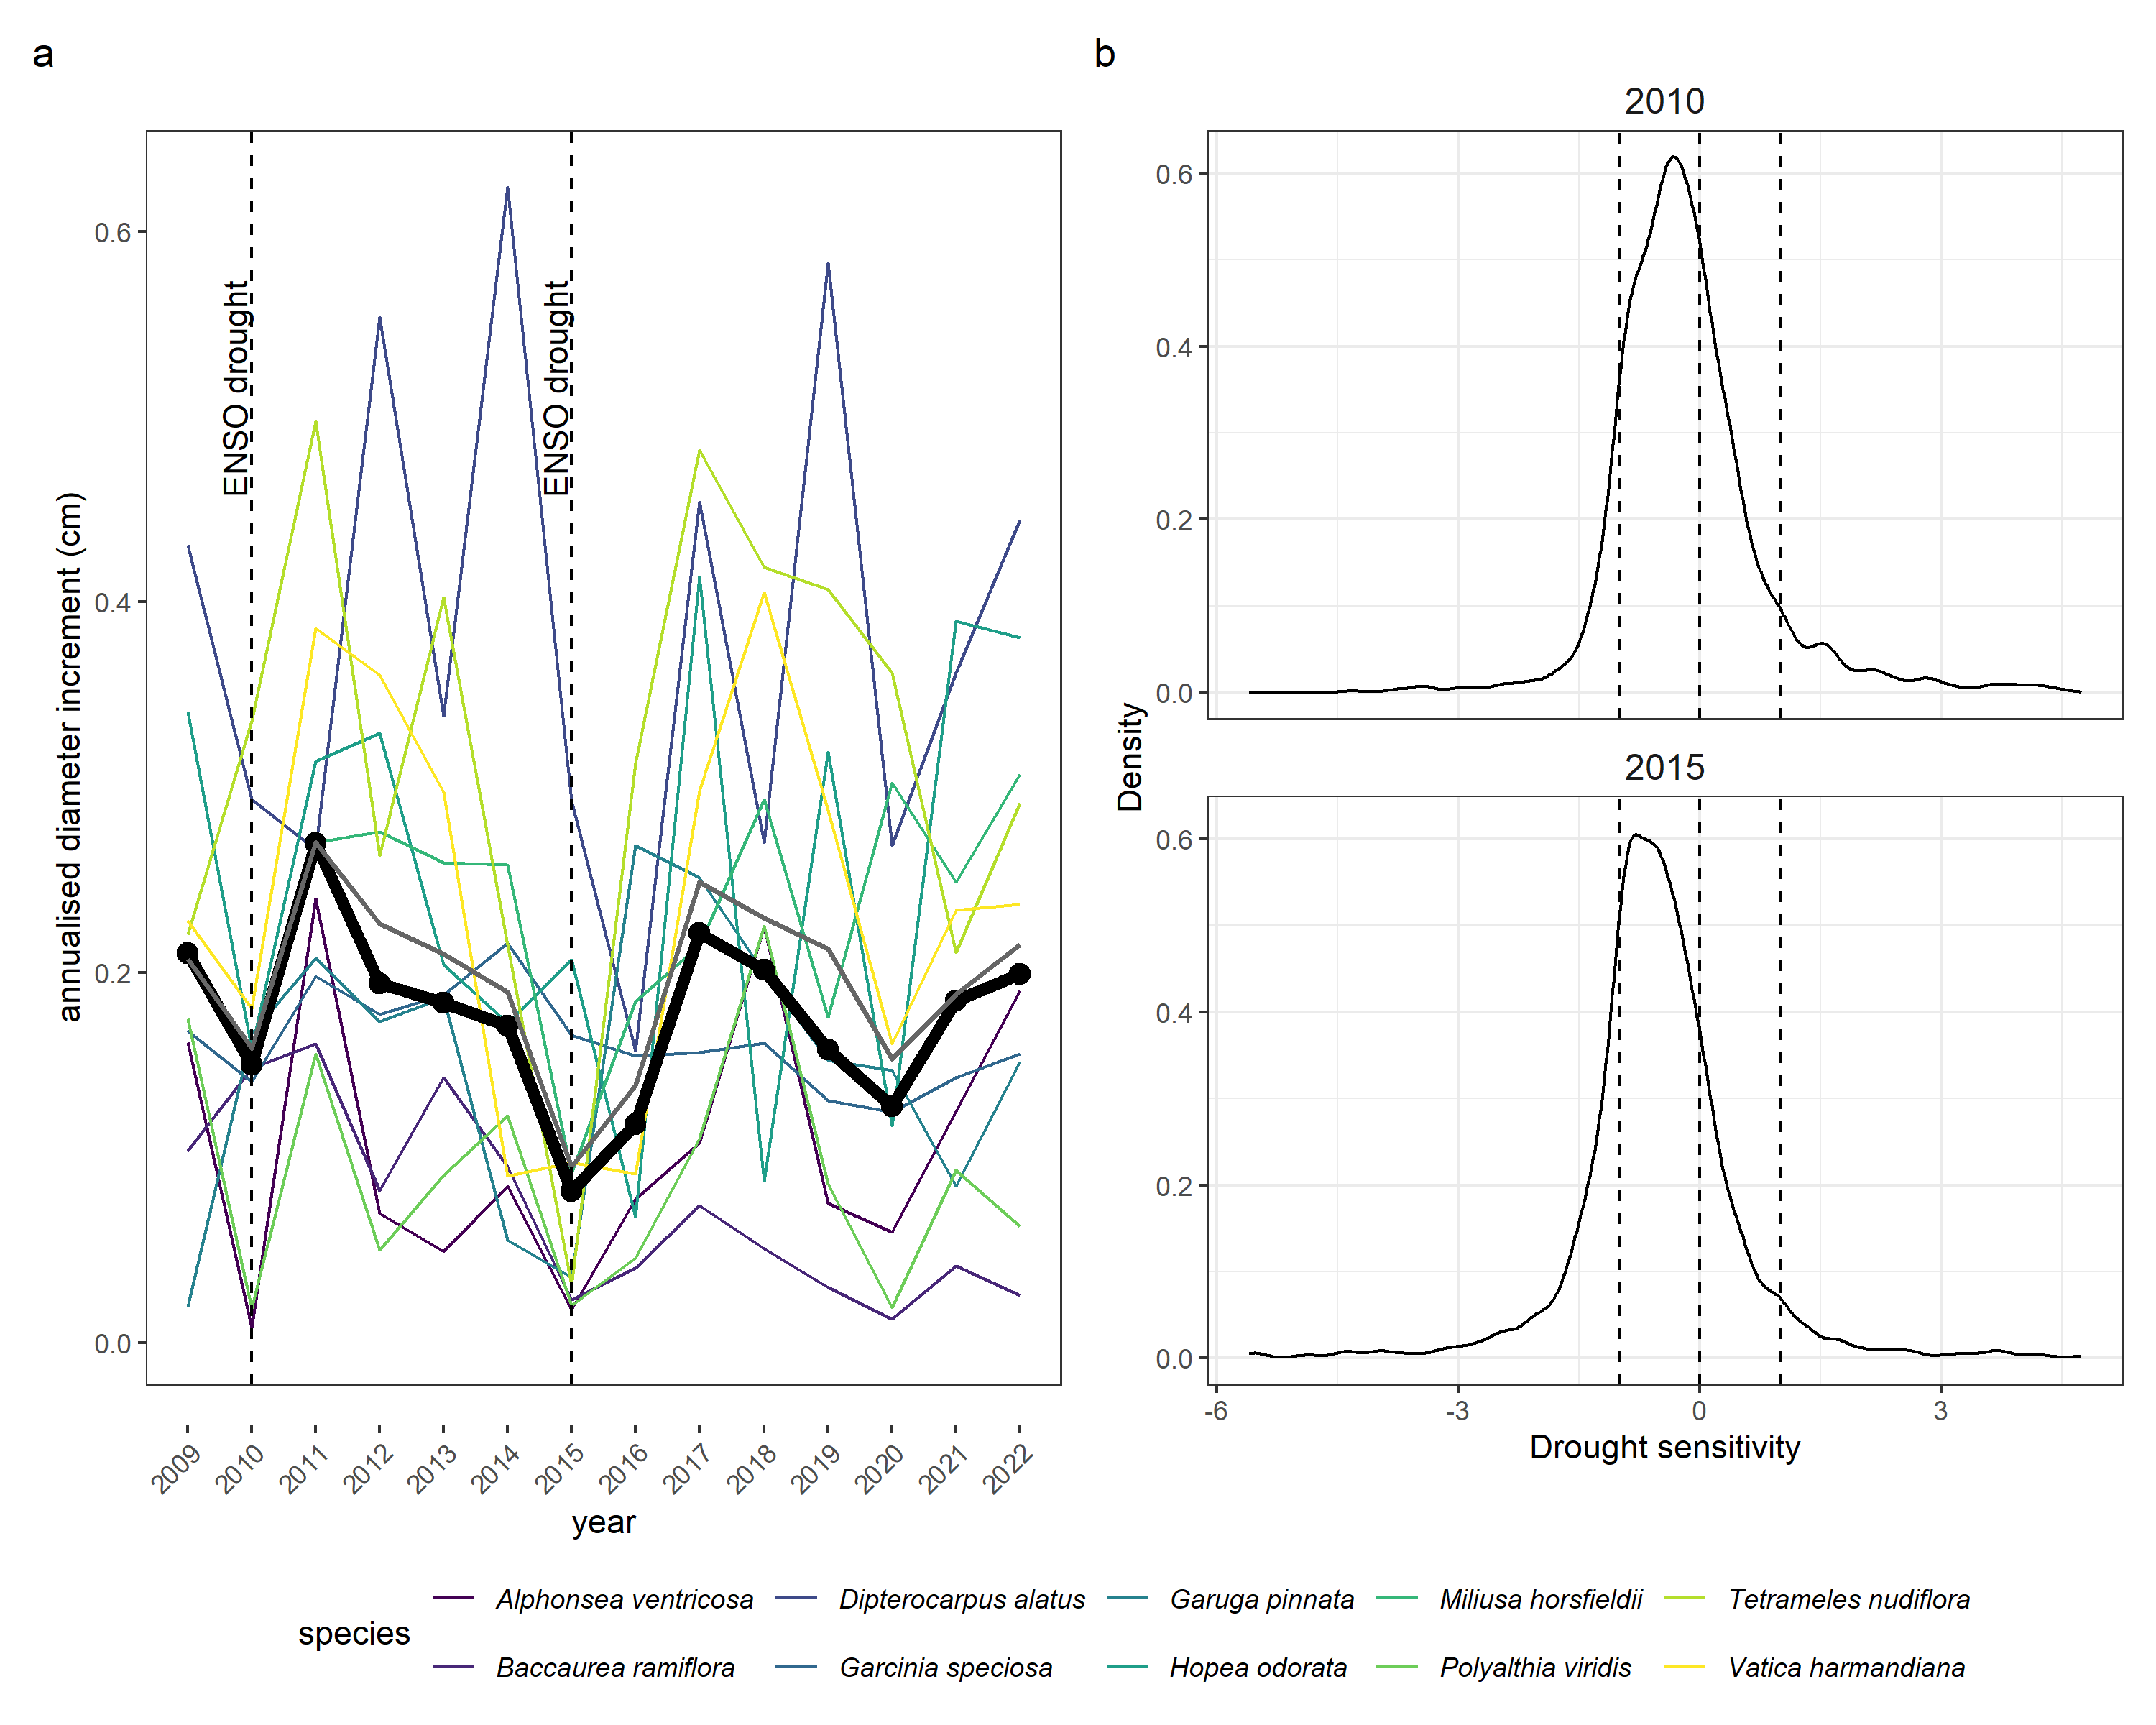 a
annualised diameter increment (cm)
0.6
0.4
0.2
0.0
ENSO drought
ENSO drought
2009
2010
2011
2012
2013
2014
2015
2016
2017
2018
2019
2020
2021
2022
year
b
Density
2010
0.6
0.4
0.2
0.0
2015
0.6
0.4
0.2
0.0
-6
-3
0
3
Drought sensitivity
species
Alphonsea ventricosa
Dipterocarpus alatus
Garuga pinnata
Miliusa horsfieldii
Tetrameles nudiflora
Baccaurea ramiflora
Garcinia speciosa
Hopea odorata
Polyalthia viridis
Vatica harmandiana